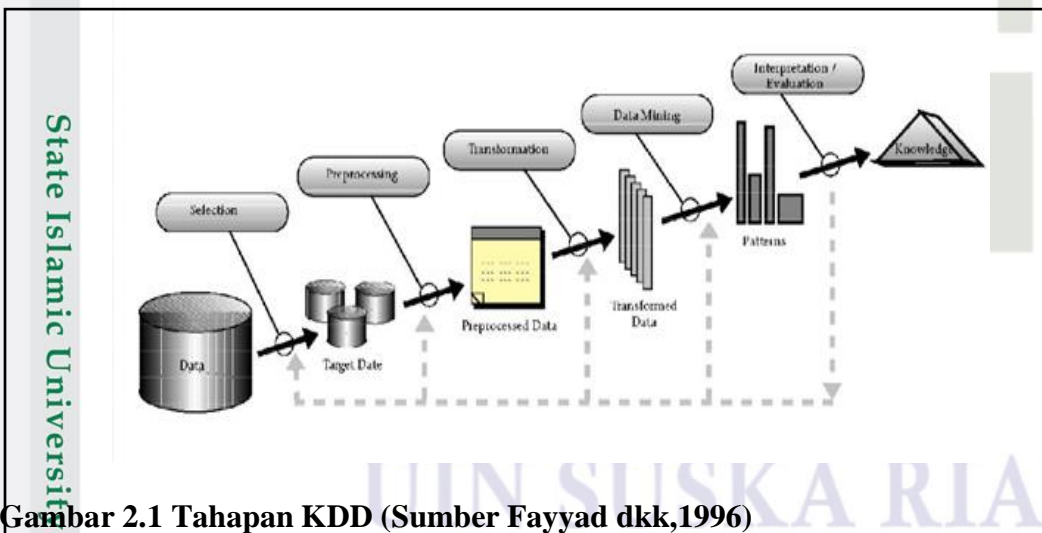 State Islamic University
Interpretation /
Evaluation
Data Mining
Transformation
Preprocessing
Selection
Knowledge
Patterns
Transformed
Data
Preprocessed Data
Target Date
Data
UIN SUSKA RIA
Gambar 2.1 Tahapan KDD (Sumber Fayyad dkk,1996)